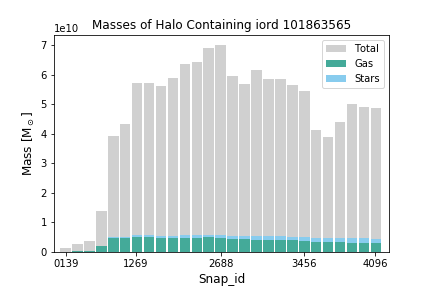 Masses of Halo Containing iord 101863565
1e10
Total
Gas
Stars
Mass [M⊙]
7
6
5
4
3
2
1
0
0139 1269 2688 3456 4096
Snap_id